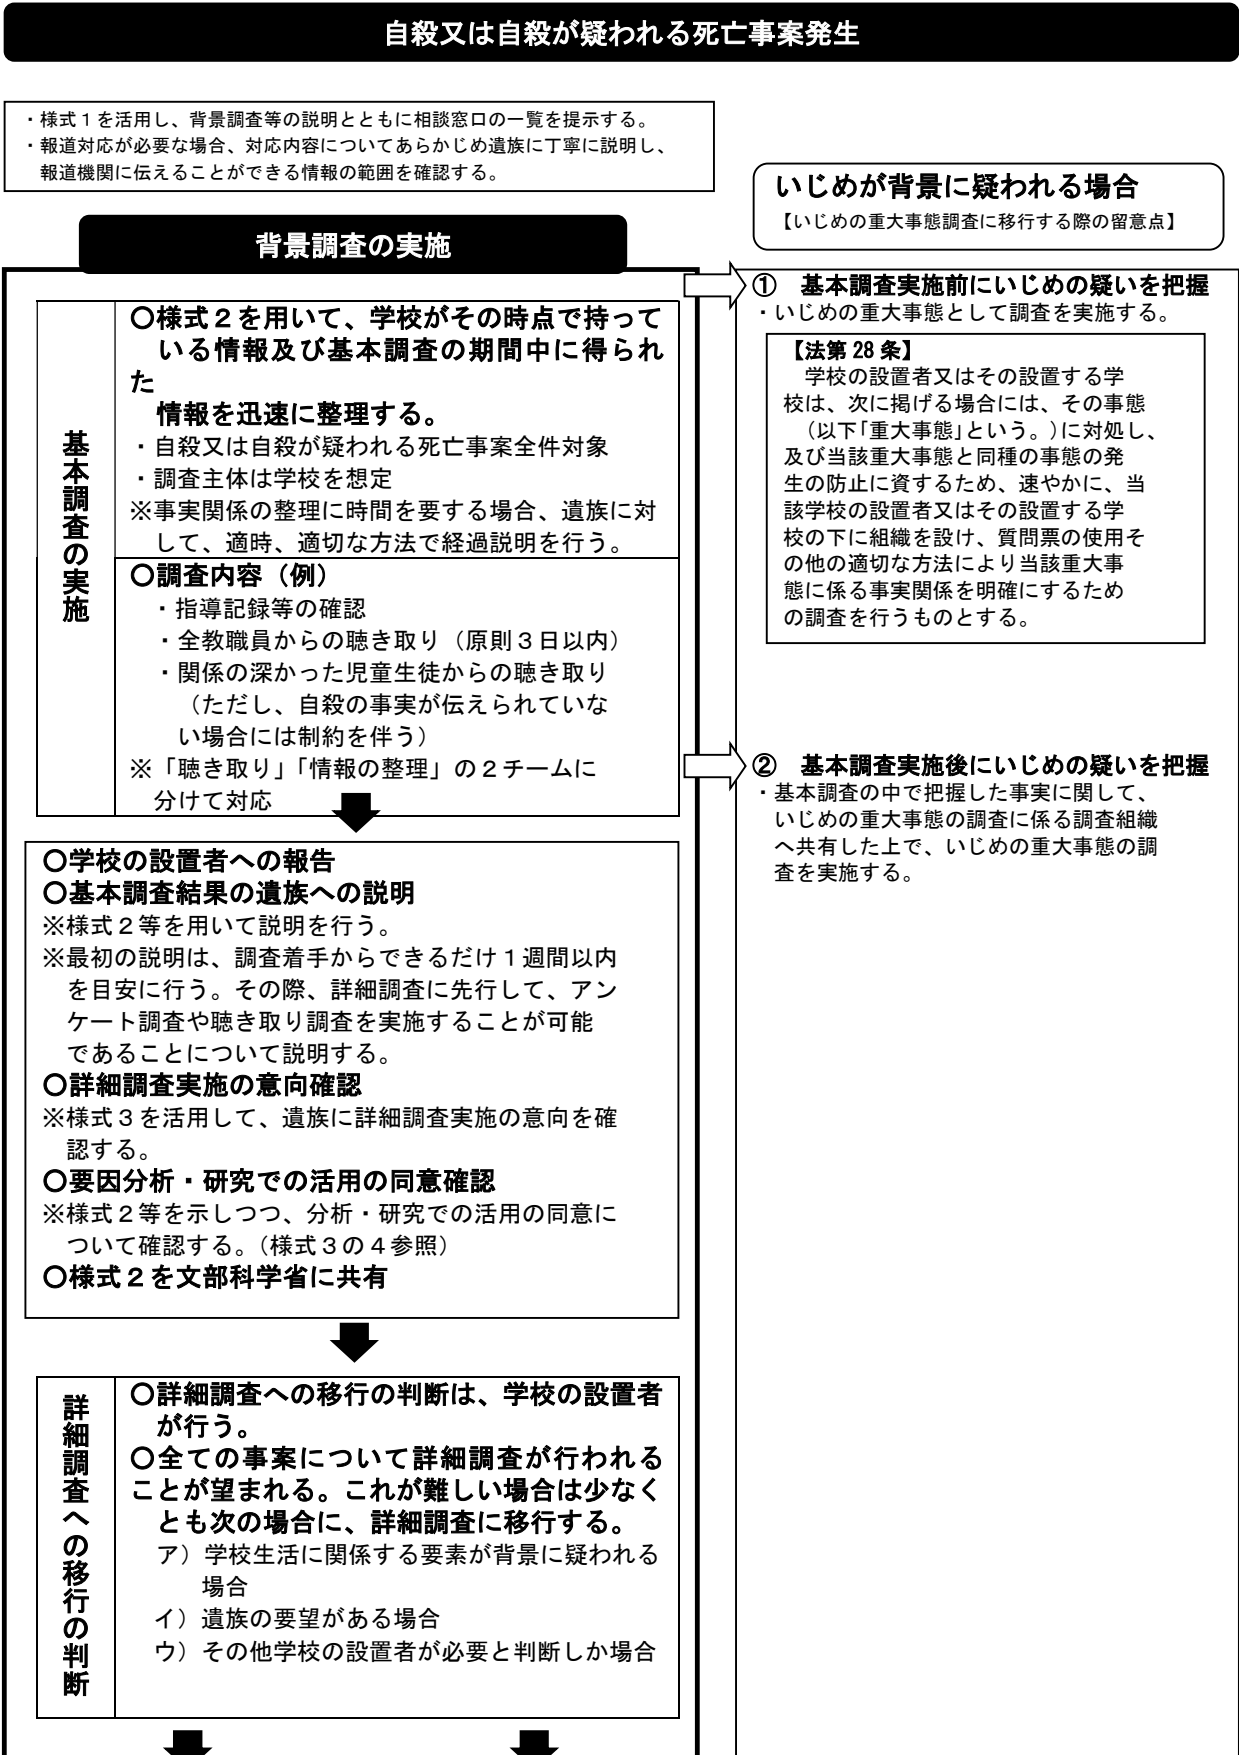 自殺又は自殺が疑われる死亡事案発生
・様式１を活用し、背景調査等の説明とともに相談窓口の一覧を提示する。
・報道対応が必要な場合、対応内容についてあらかじめ遺族に丁寧に説明し、
報道機関に伝えることができる情報の範囲を確認する。
背景調査の実施
基本調査の実施
〇様式２を用いて、学校がその時点で持って
いる情報及び基本調査の期間中に得られ
た
情報を迅速に整理する。
・自殺又は自殺が疑われる死亡事案全件対象
・調査主体は学校を想定
※事実関係の整理に時間を要する場合、遺族に対
して、適時、適切な方法で経過説明を行う。
〇調査内容（例）
・指導記録等の確認
・全教職員からの聴き取り（原則３日以内）
・関係の深かった児童生徒からの聴き取り
（ただし、自殺の事実が伝えられていな
い場合には制約を伴う）
※「聴き取り」「情報の整理」の２チームに
分けて対応
〇学校の設置者への報告
〇基本調査結果の遺族への説明
※様式２等を用いて説明を行う。
※最初の説明は、調査着手からできるだけ１週間以内
を目安に行う。その際、詳細調査に先行して、アン
ケート調査や聴き取り調査を実施することが可能
であることについて説明する。
〇詳細調査実施の意向確認
※様式３を活用して、遺族に詳細調査実施の意向を確
認する。
〇要因分析・研究での活用の同意確認
※様式２等を示しつつ、分析・研究での活用の同意に
ついて確認する。（様式３の４参照）
〇様式２を文部科学省に共有
詳細調査への移行の判断
〇詳細調査への移行の判断は、学校の設置者
が行う。
〇全ての事案について詳細調査が行われる
ことが望まれる。これが難しい場合は少なく
とも次の場合に、詳細調査に移行する。
ア）学校生活に関係する要素が背景に疑われる
場合
イ）遺族の要望がある場合
ウ）その他学校の設置者が必要と判断しか場合
いじめが背景に疑われる場合
【いじめの重大事態調査に移行する際の留意点】
① 基本調査実施前にいじめの疑いを把握
・いじめの重大事態として調査を実施する。
【法第 28 条】
学校の設置者又はその設置する学
校は、次に掲げる場合には、その事態
（以下「重大事態」という。）に対処し、
及び当該重大事態と同種の事態の発
生の防止に資するため、速やかに、当
該学校の設置者又はその設置する学
校の下に組織を設け、質問票の使用そ
の他の適切な方法により当該重大事
態に係る事実関係を明確にするため
の調査を行うものとする。
② 基本調査実施後にいじめの疑いを把握
・基本調査の中で把握した事実に関して、
いじめの重大事態の調査に係る調査組織
へ共有した上で、いじめの重大事態の調
査を実施する。